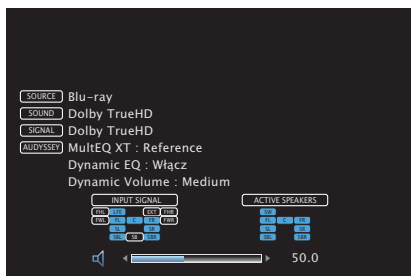 SOURCE Blu-ray
SOUND Dolby TrueHD
SIGNAL Dolby TrueHD
AUDYSSEY MultEQ XT : Reference
Dynamic EQ : Włącz
Dynamic Volume : Medium
INPUT SIGNAL ACTIVE SPEAKERS
FHL LFE EXT FHR SW
FWL FL C FR FWR FL C FR
SL SR SL SR
SBL SB SBR SBL SBR
50.0